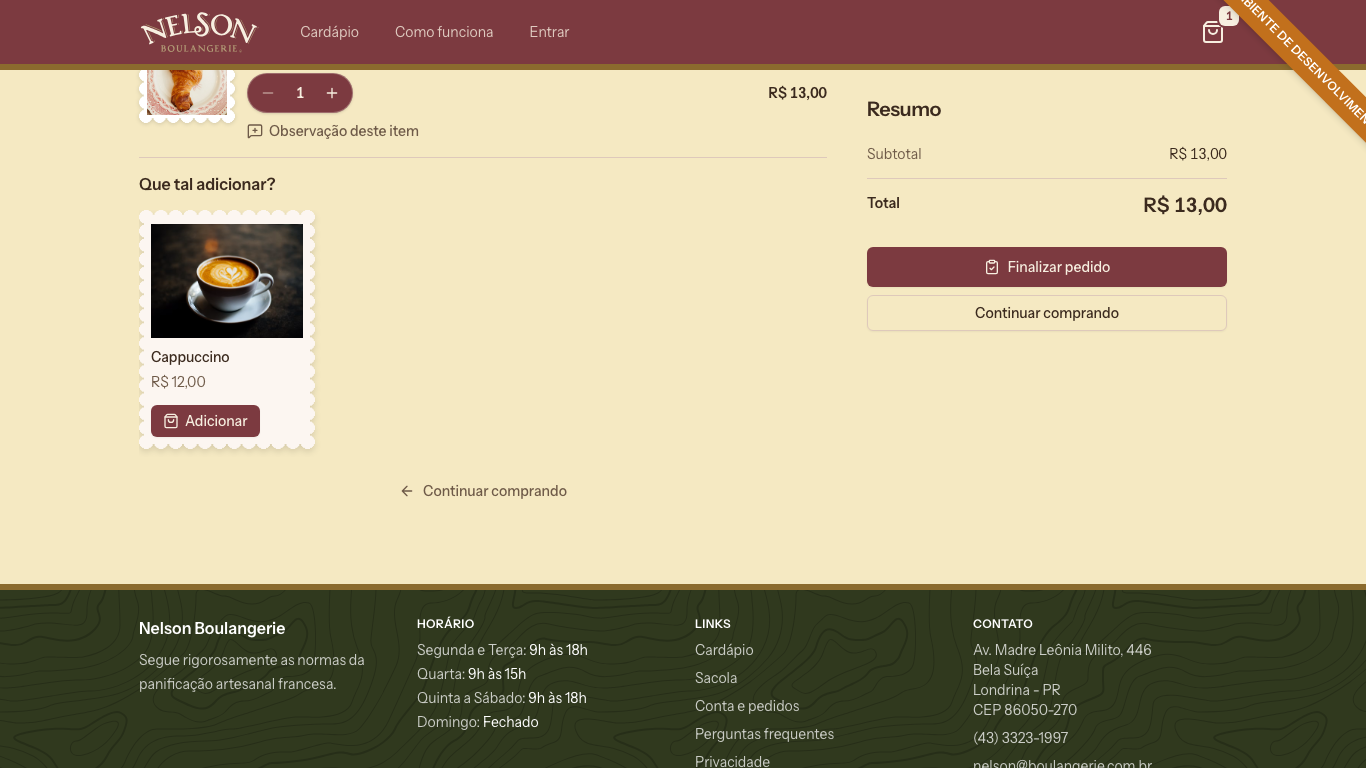 NELSON
BOULANGERIE.
Cardápio
Como funciona
Entrar
1
1
R$ 13,00
Observação deste item
Que tal adicionar?
Cappuccino
R$ 12,00
Adicionar
Continuar comprando
Resumo
Subtotal
R$ 13,00
Total
R$ 13,00
Finalizar pedido
Continuar comprando
Nelson Boulangerie
Segue rigorosamente as normas da
panificação artesanal francesa.
HORÁRIO
Segunda e Terça: 9h às 18h
Quarta: 9h às 15h
Quinta a Sábado: 9h às 18h
Domingo: Fechado
LINKS
Cardápio
Sacola
Conta e pedidos
Perguntas frequentes
Privacidade
CONTATO
Av. Madre Leônia Milito, 446
Bela Suíça
Londrina - PR
CEP 86050-270
(43) 3323-1997
nelson@boulangerie.com.br